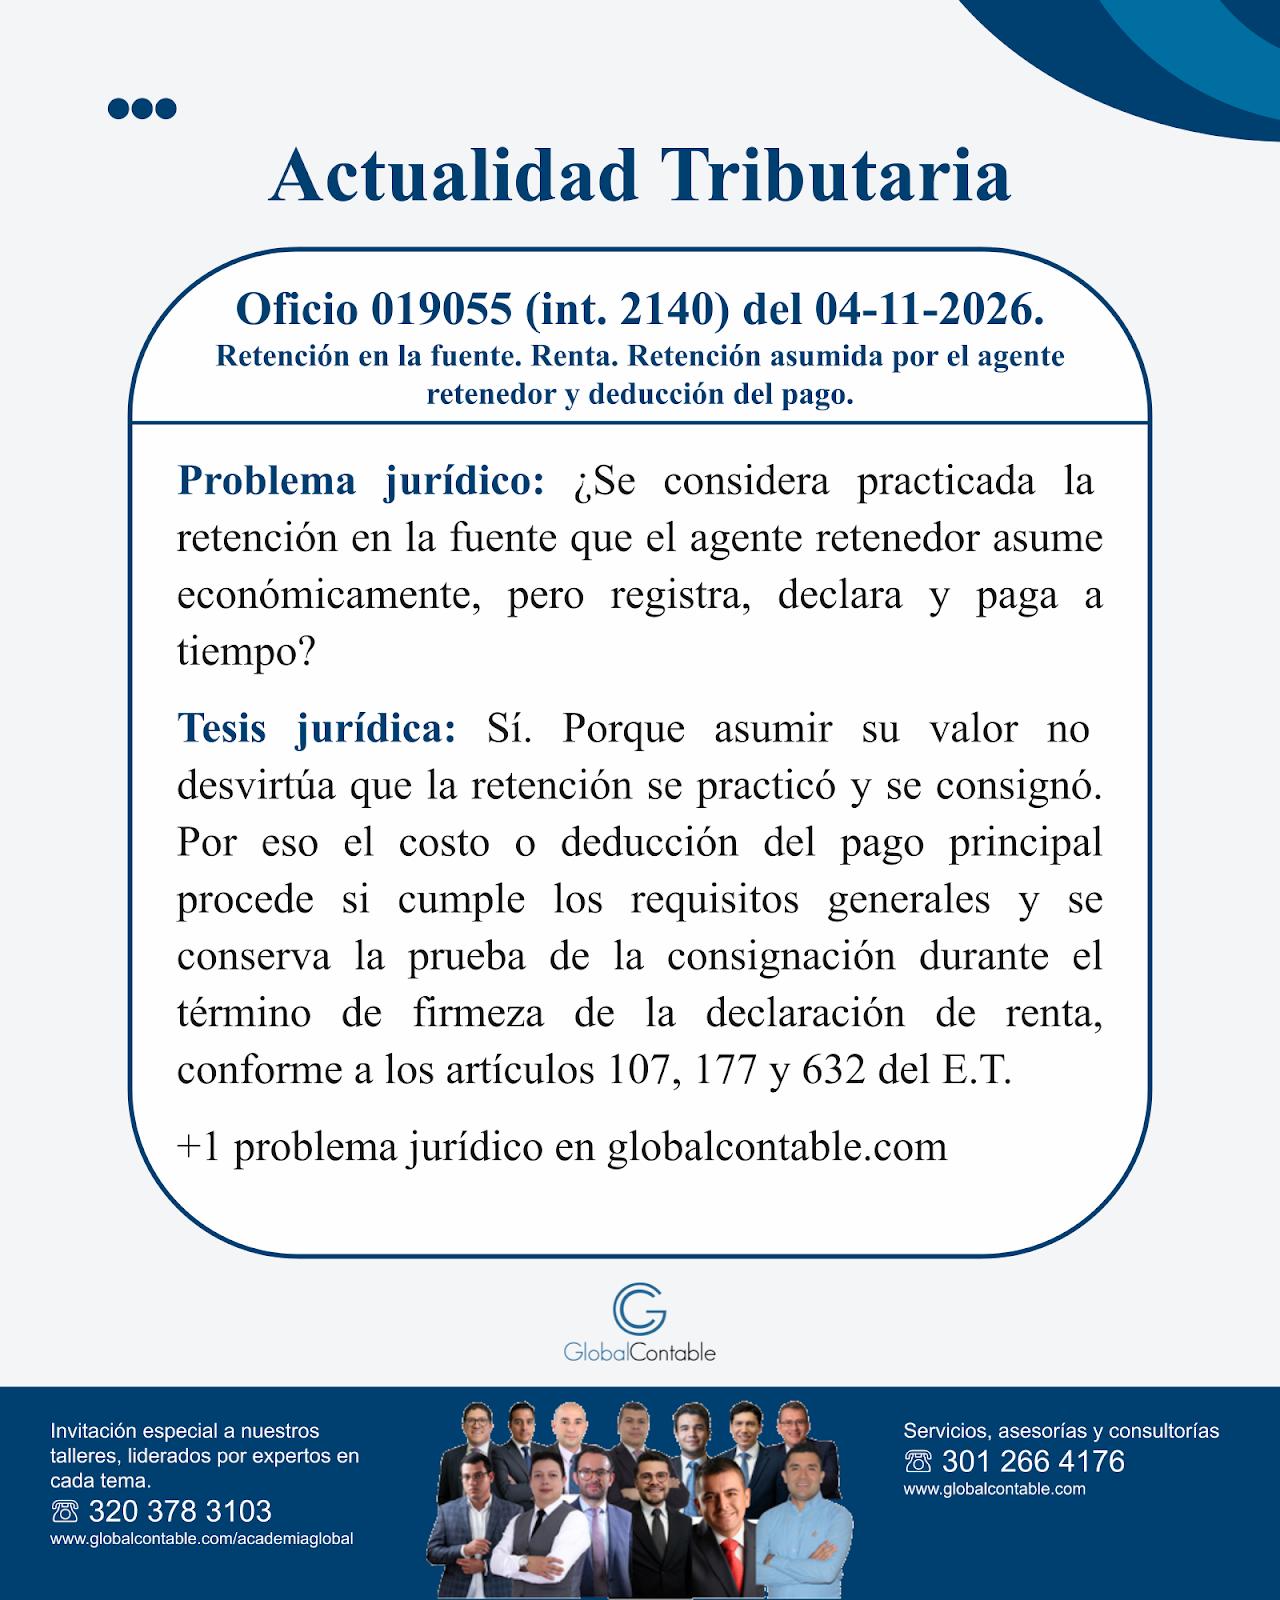 Actualidad Tributaria
Oficio 019055 (int. 2140) del 04-11-2026.
Retención en la fuente. Renta. Retención asumida por el agente
retenedor y deducción del pago.
Problema jurídico: ¿Se considera practicada la
retención en la fuente que el agente retenedor asume
económicamente, pero registra, declara y paga a
tiempo?
Tesis jurídica: Sí. Porque asumir su valor no
desvirtúa que la retención se practicó y se consignó.
Por eso el costo o deducción del pago principal
procede si cumple los requisitos generales y se
conserva la prueba de la consignación durante el
término de firmeza de la declaración de renta,
conforme a los artículos 107, 177 y 632 del E.T.
+1 problema jurídico en globalcontable.com
GlobalContable
Invitación especial a nuestros
talleres, liderados por expertos en
cada tema.
320 378 3103
www.globalcontable.com/academiaglobal
Servicios, asesorías y consultorías
301 266 4176
www.globalcontable.com